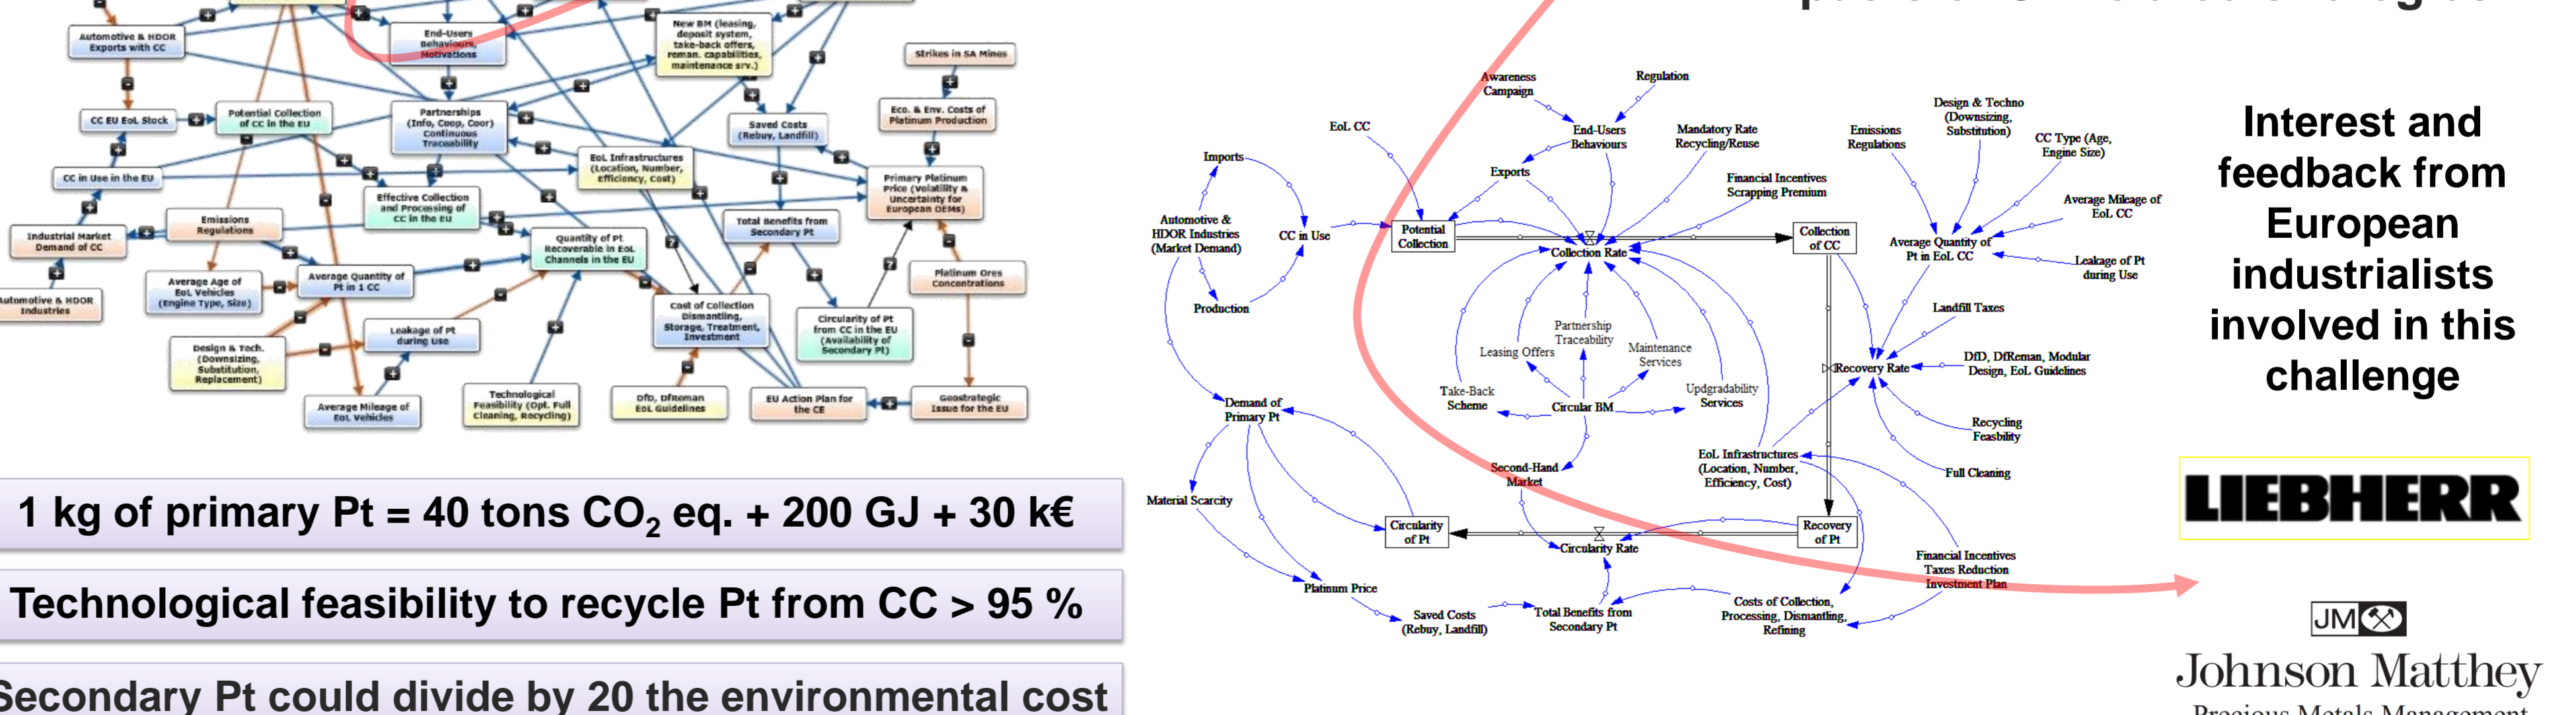 Automotive & HDOR
Exports with CC
End-Users
Behaviours,
Motivations
New BM (leasing,
deposit system,
take-back offers,
reman. capabilities,
maintenance srv.)
Strikes in SA Mines
CC EU EoL Stock
Potential Collection
of CC in the EU
Partnerships
(Info, Coop, Coor)
Continuous
Traceability
Saved Costs
(Rebuy, Landfill)
Eco. & Env. Costs of
Platinum Production
CC in Use in the EU
EoL Infrastructures
(Location, Number,
Efficiency, Cost)
Effective Collection
and Processing of
CC in the EU
Primary Platinum
Price (Volatility &
Uncertainty for
European OEMs)
Industrial Market
Demand of CC
Emissions
Regulations
Total Benefits from
Secondary Pt
Quantity of Pt
Recoverable in EoL
Channels in the EU
Average Age of
EoL Vehicles
(Engine Type, Size)
Average Quantity of
Pt in 1 CC
Platinum Ores
Concentrations
Automotive & HDOR
Industries
Cost of Collection
Dismantling,
Storage, Treatment,
Investment
Circularity of Pt
from CC in the EU
(Availability of
Secondary Pt)
Leakage of Pt
during Use
Design & Tech.
(Downsizing,
Substitution,
Replacement)
Average Mileage of
EoL Vehicles
Technological
Feasibility (Opt. Full
Cleaning, Recycling)
DfD, DfReman
EoL Guidelines
EU Action Plan for
the CE
Geostrategic
Issue for the EU
1 kg of primary Pt = 40 tons CO2 eq. + 200 GJ + 30 k€
Technological feasibility to recycle Pt from CC > 95 %
Secondary Pt could divide by 20 the environmental cost
Awareness
Campaign
Regulation
EoL CC
End-Users
Behaviours
Mandatory Rate
Recycling/Reuse
Imports
Exports
Financial Incentives
Scrapping Premium
Automotive &
HDOR Industries
(Market Demand)
CC in Use
Potential
Collection
Collection Rate
Collection
of CC
Production
Emissions
Regulations
Design & Techno
(Downsizing,
Substitution)
CC Type (Age,
Engine Size)
Average Mileage of
EoL CC
Average Quantity of
Pt in EoL CC
Leakage of Pt
during Use
Landfill Taxes
Partnership
Traceability
Leasing Offers
Maintenance
Services
Recovery Rate
DfD, DfReman, Modular
Design, EoL Guidelines
Take-Back
Scheme
Circular BM
Updgradability
Services
Demand of
Primary Pt
Recycling
Feasbility
EoL Infrastructures
(Location, Number,
Efficiency, Cost)
Full Cleaning
Second-Hand
Market
Material Scarcity
Circularity
of Pt
Circularity Rate
Recovery
of Pt
Financial Incentives
Taxes Reduction
Investment Plan
Platinum Price
Saved Costs
(Rebuy, Landfill)
Total Benefits from
Secondary Pt
Costs of Collection,
Processing, Dismantling,
Refining
Interest and
feedback from
European
industrialists
involved in this
challenge
LIEBHERR
JM
Johnson Matthey
Precious Metals Management